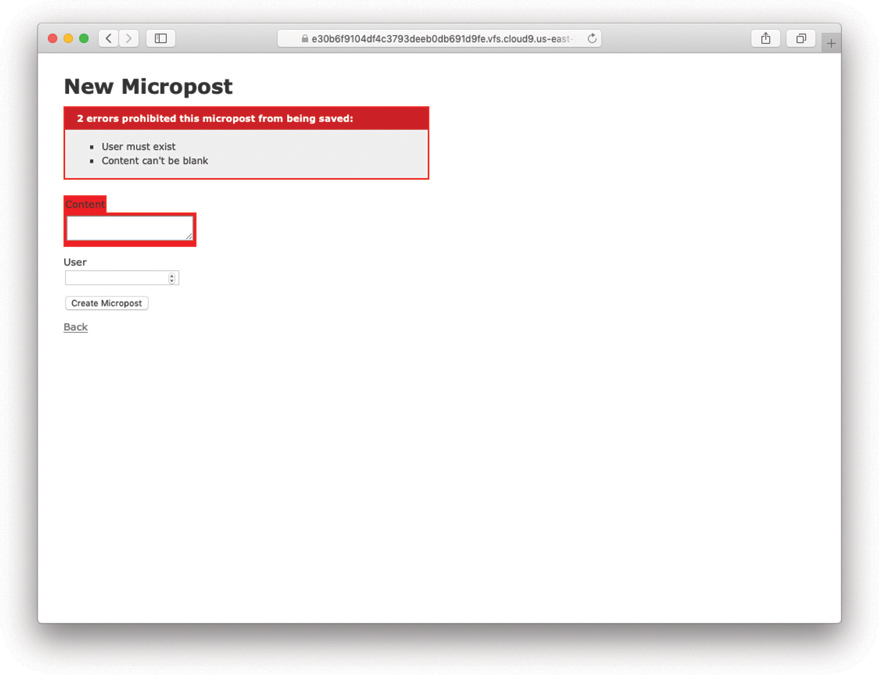 e30b6f9104df4c3793deeb0db691d9fe.vfs.cloud9.us-east-
New Micropost
2 errors prohibited this micropost from being saved:
User must exist
Content can't be blank
Content
User
Create Micropost
Back